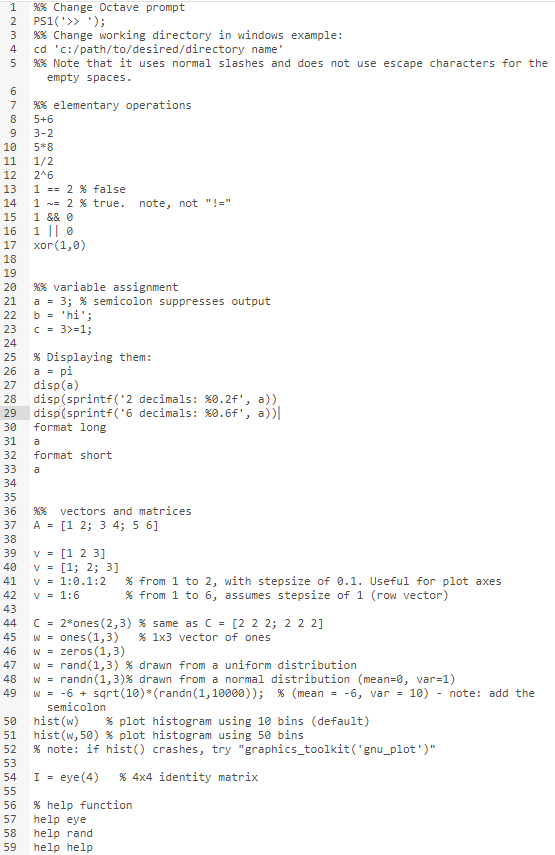 1 %% Change Octave prompt
2 PS1('>> ');
3 %% Change working directory in windows example:
4 cd 'c:/path/to/desired/directory name'
5 %% Note that it uses normal slashes and does not use escape characters for the
empty spaces.
6
7 %% elementary operations
8 5+6
9 3-2
10 5*8
11 1/2
12 2^6
13 1 == 2 % false
14 1 ~= 2 % true.  note, not "!="
15 1 && 0
16 1 || 0
17 xor(1,0)
18
19
20 %% variable assignment
21 a = 3; % semicolon suppresses output
22 b = 'hi';
23 c = 3>=1;
24
25 % Displaying them:
26 a = pi
27 disp(a)
28 disp(sprintf('2 decimals: %0.2f', a))
29 disp(sprintf('6 decimals: %0.6f', a))
30 format long
31 a
32 format short
33 a
34
35
36 %%  vectors and matrices
37 A = [1 2; 3 4; 5 6]
38
39 v = [1 2 3]
40 v = [1; 2; 3]
41 v = 1:0.1:2   % from 1 to 2, with stepsize of 0.1. Useful for plot axes
42 v = 1:6       % from 1 to 6, assumes stepsize of 1 (row vector)
43
44 C = 2*ones(2,3) % same as C = [2 2 2; 2 2 2]
45 w = ones(1,3)   % 1x3 vector of ones
46 w = zeros(1,3)
47 w = rand(1,3) % drawn from a uniform distribution
48 w = randn(1,3)% drawn from a normal distribution (mean=0, var=1)
49 w = -6 + sqrt(10)*(randn(1,10000));  % (mean = -6, var = 10) - note: add the
semicolon
50 hist(w)    % plot histogram using 10 bins (default)
51 hist(w,50) % plot histogram using 50 bins
52 % note: if hist() crashes, try "graphics_toolkit('gnu_plot')"
53
54 I = eye(4)   % 4x4 identity matrix
55
56 % help function
57 help eye
58 help rand
59 help help